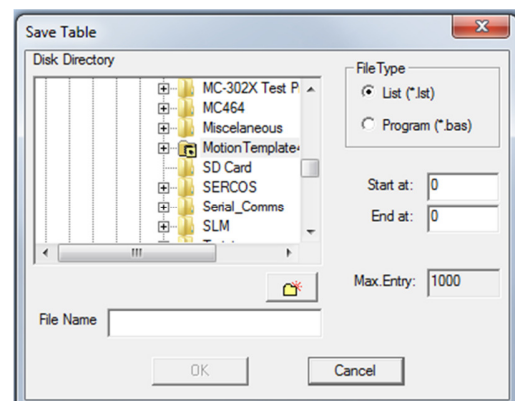 Save Table
Disk Directory
MC-302X Test P
MC464
Miscelaneous
MotionTemplate
SD Card
SERCOS
Serial_Comms
SLM
File Name
File Type
List (*.lst)
Program (*.bas)
Start at: 0
End at: 0
Max.Entry: 1000
OK
Cancel